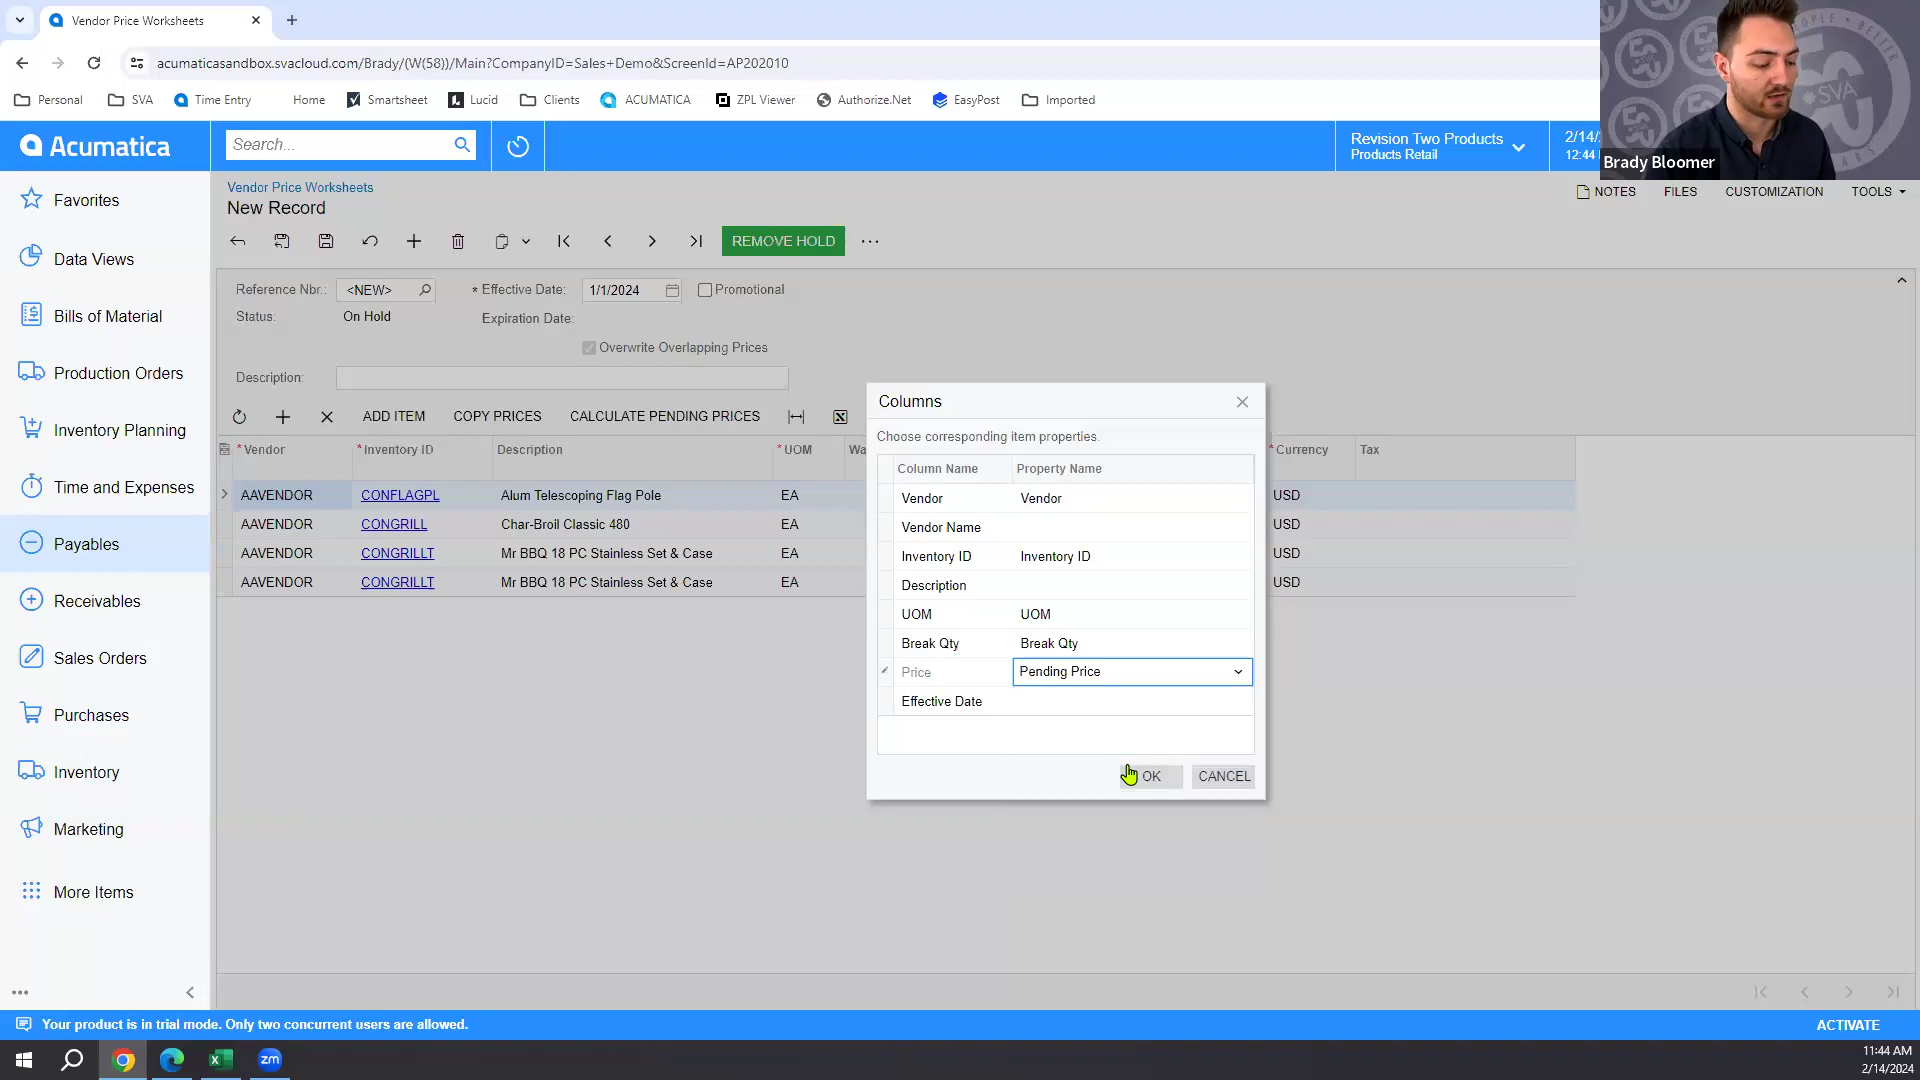 Vendor Price Worksheets
acumaticasandbox.svacloud.com/Brady/(W(58))/Main?CompanyID=Sales+Demo&ScreenId=AP202010
Personal
SVA
Time Entry
Home
Smartsheet
Lucid
Clients
ACUMATICA
ZPL Viewer
Authorize.Net
EasyPost
Imported
Acumatica
Search...
Revision Two Products
Products Retail
2/14/
12:44
SVA
Brady Bloomer
Favorites
Data Views
Bills of Material
Production Orders
Inventory Planning
Time and Expenses
Payables
Receivables
Sales Orders
Purchases
Inventory
Marketing
More Items
Vendor Price Worksheets
New Record
NOTES
FILES
CUSTOMIZATION
TOOLS
REMOVE HOLD
Reference Nbr.: <NEW>
* Effective Date: 1/1/2024
Promotional
Status: On Hold
Expiration Date:
Overwrite Overlapping Prices
Description:
ADD ITEM
COPY PRICES
CALCULATE PENDING PRICES
* Vendor * Inventory ID Description * UOM Wa * Currency Tax
AAVENDOR CONFLAGPL Alum Telescoping Flag Pole EA USD
AAVENDOR CONGRILL Char-Broil Classic 480 EA USD
AAVENDOR CONGRILLT Mr BBQ 18 PC Stainless Set & Case EA USD
AAVENDOR CONGRILLT Mr BBQ 18 PC Stainless Set & Case EA USD
Columns
Choose corresponding item properties.
Column Name Property Name
Vendor Vendor
Vendor Name
Inventory ID Inventory ID
Description
UOM UOM
Break Qty Break Qty
Price Pending Price
Effective Date
OK
CANCEL
Your product is in trial mode. Only two concurrent users are allowed.
ACTIVATE
zm
11:44 AM
2/14/2024